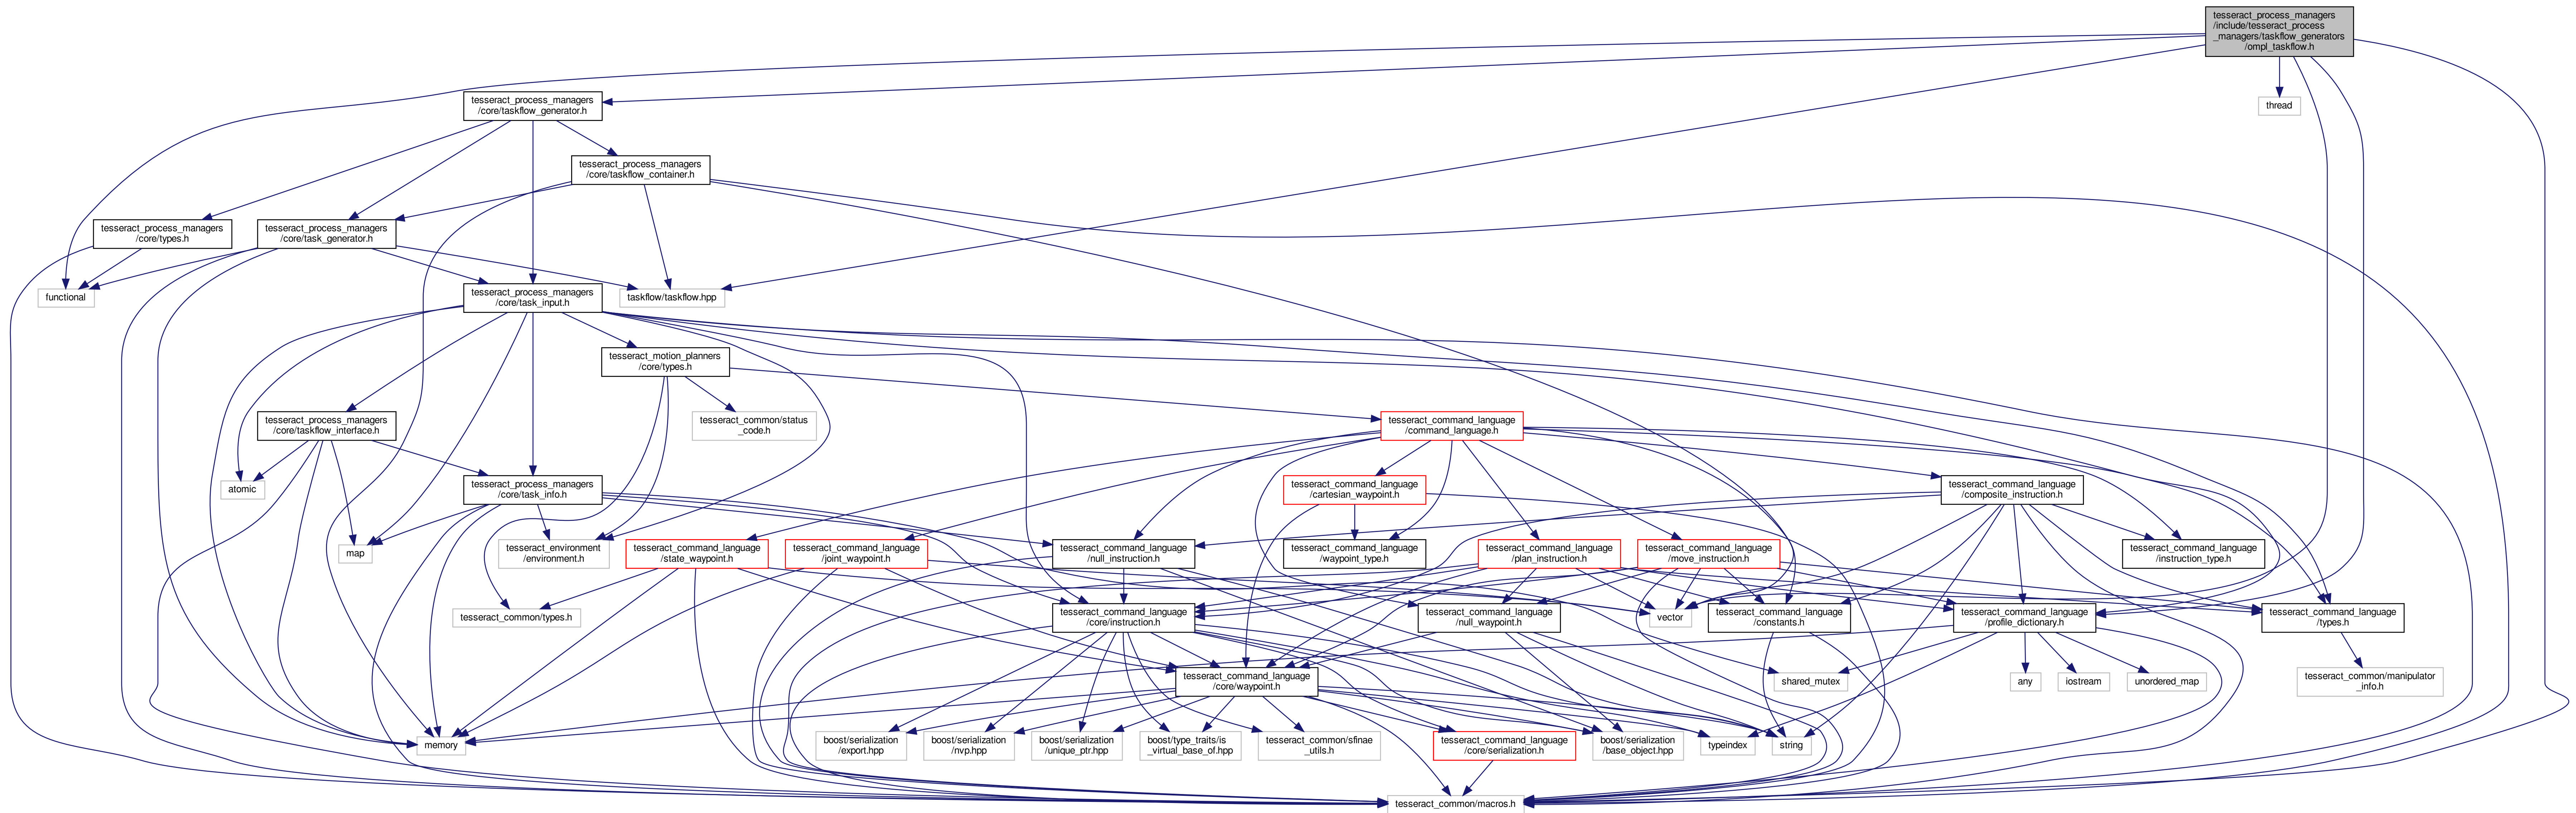 tesseract_process_managers
/include/tesseract_process
_managers/taskflow_generators
/ompl_taskflow.h
tesseract_process_managers
/core/taskflow_generator.h
thread
tesseract_process_managers
/core/taskflow_container.h
tesseract_process_managers
/core/types.h
tesseract_process_managers
/core/task_generator.h
functional
tesseract_process_managers
/core/task_input.h
taskflow/taskflow.hpp
tesseract_motion_planners
/core/types.h
tesseract_process_managers
/core/taskflow_interface.h
tesseract_common/status
_code.h
tesseract_command_language
/command_language.h
atomic
tesseract_process_managers
/core/task_info.h
tesseract_command_language
/cartesian_waypoint.h
tesseract_command_language
/composite_instruction.h
map
tesseract_environment
/environment.h
tesseract_command_language
/state_waypoint.h
tesseract_command_language
/joint_waypoint.h
tesseract_command_language
/null_instruction.h
tesseract_command_language
/waypoint_type.h
tesseract_command_language
/plan_instruction.h
tesseract_command_language
/move_instruction.h
tesseract_command_language
/instruction_type.h
tesseract_common/types.h
tesseract_command_language
/core/instruction.h
tesseract_command_language
/null_waypoint.h
vector
tesseract_command_language
/constants.h
tesseract_command_language
/profile_dictionary.h
tesseract_command_language
/types.h
tesseract_command_language
/core/waypoint.h
shared_mutex
any
iostream
unordered_map
tesseract_common/manipulator
_info.h
memory
boost/serialization
/export.hpp
boost/serialization
/nvp.hpp
boost/serialization
/unique_ptr.hpp
boost/type_traits/is
_virtual_base_of.hpp
tesseract_common/sfinae
_utils.h
tesseract_command_language
/core/serialization.h
boost/serialization
/base_object.hpp
typeindex
string
tesseract_common/macros.h